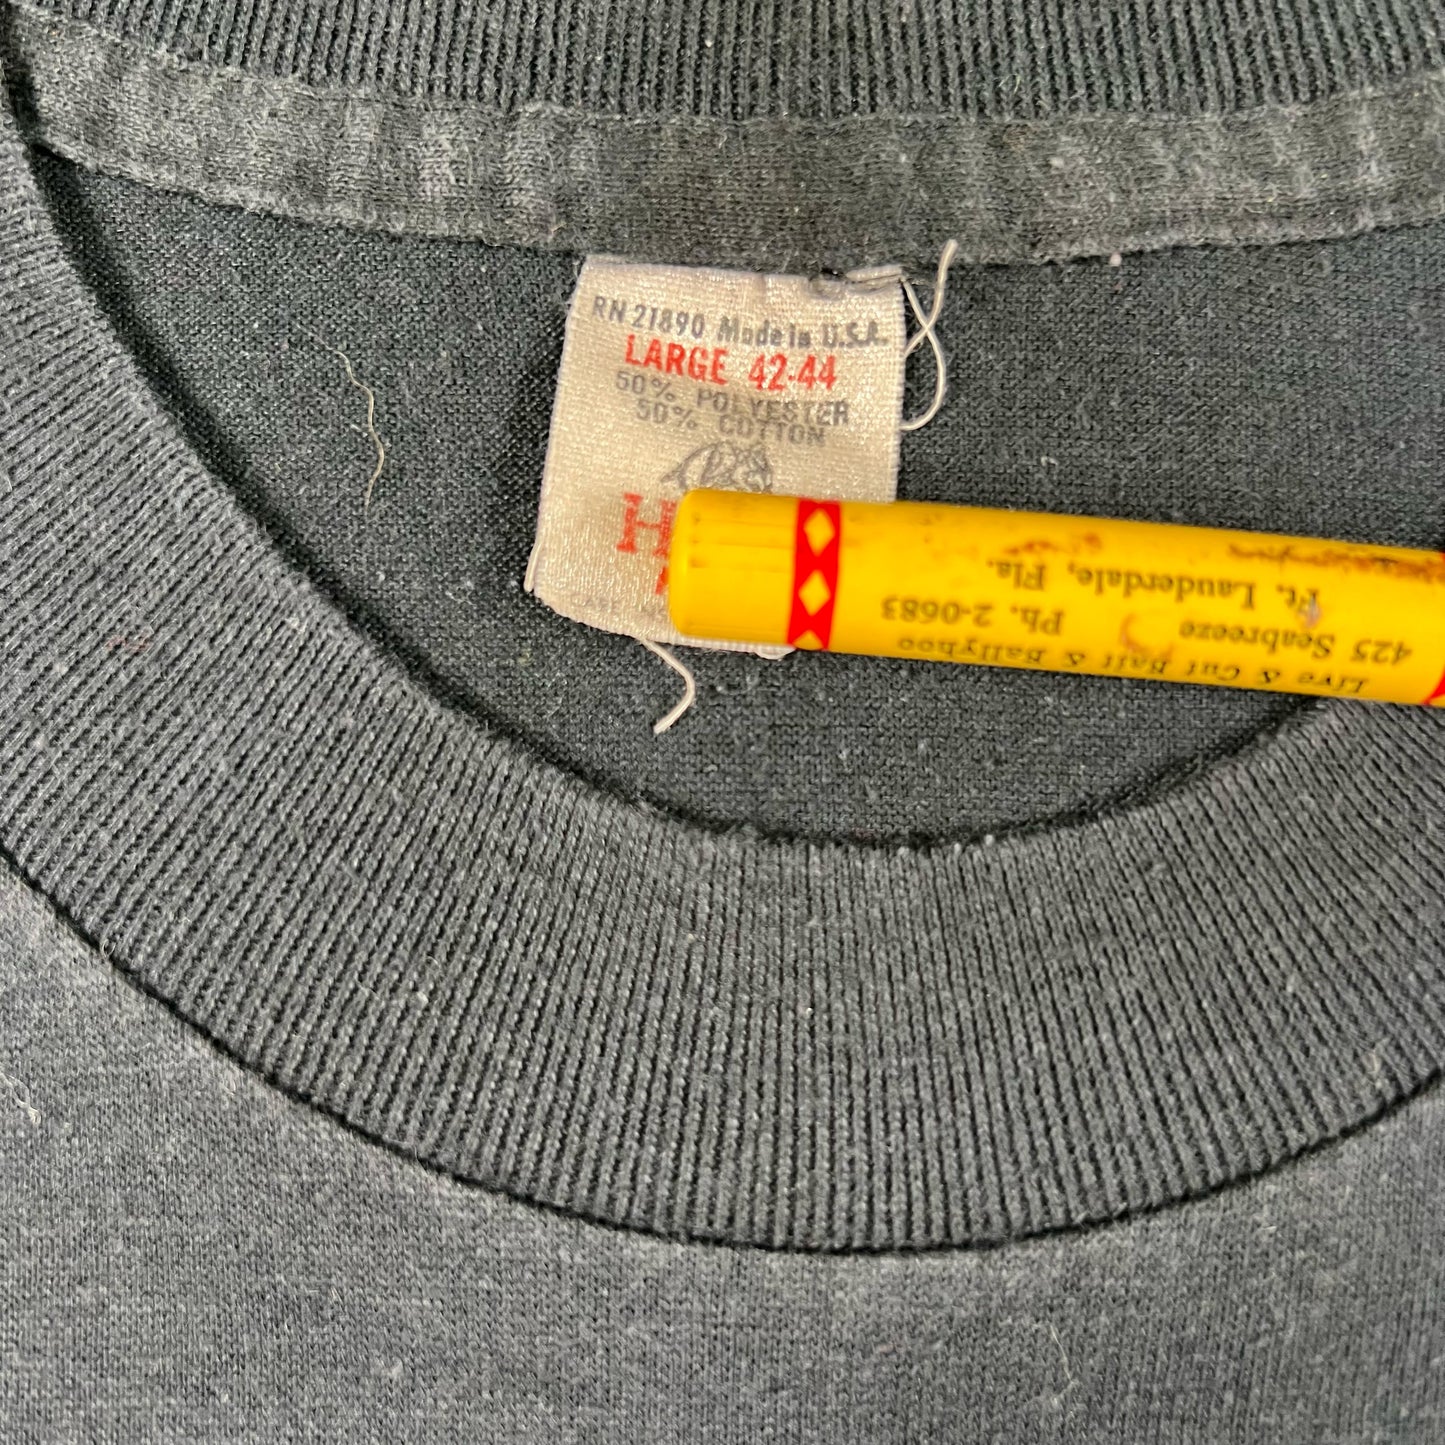 RN 21890 Made in U.S.A.
LARGE 42-44
50% POLYESTER
50% COTTON
H
Live & Cut Bait & Ballyhoo
425 Seabreeze Ph. 2-0683
Ft. Lauderdale, Fla.